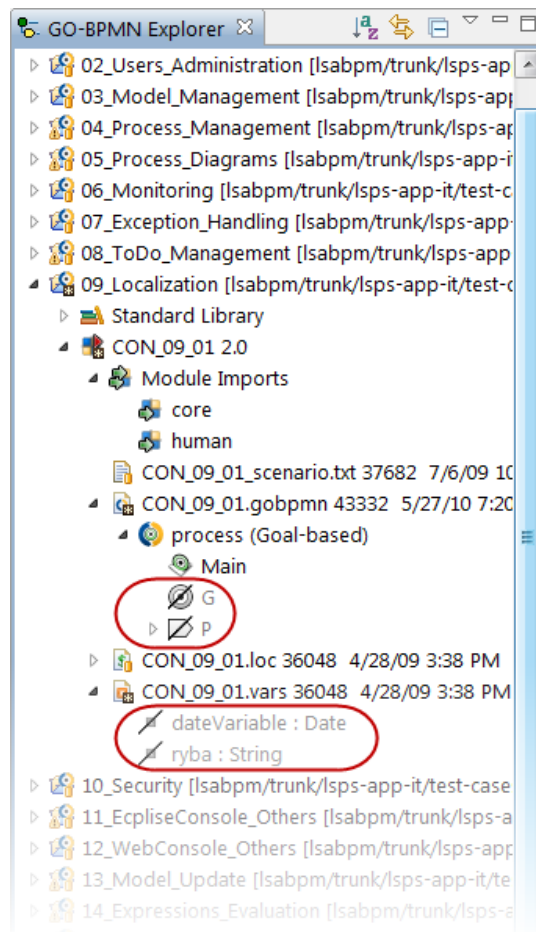 GO-BPMN Explorer
02_Users_Administration [lsabpm/trunk/lsps-ap
03_Model_Management [lsabpm/trunk/lsps-app
04_Process_Management [lsabpm/trunk/lsps-ap
05_Process_Diagrams [lsabpm/trunk/lsps-app-i
06_Monitoring [lsabpm/trunk/lsps-app-it/test-c
07_Exception_Handling [lsabpm/trunk/lsps-app-
08_ToDo_Management [lsabpm/trunk/lsps-app
09_Localization [lsabpm/trunk/lsps-app-it/test-c
Standard Library
CON_09_01 2.0
Module Imports
core
human
CON_09_01_scenario.txt 37682 7/6/09 10
CON_09_01.gobpmn 43332 5/27/10 7:20
process (Goal-based)
Main
G
P
CON_09_01.loc 36048 4/28/09 3:38 PM
CON_09_01.vars 36048 4/28/09 3:38 PM
dateVariable : Date
ryba : String
10_Security [lsabpm/trunk/lsps-app-it/test-case
11_EcpliseConsole_Others [lsabpm/trunk/lsps-a
12_WebConsole_Others [lsabpm/trunk/lsps-app
13_Model_Update [lsabpm/trunk/lsps-app-it/te
14_Expressions_Evaluation [lsabpm/trunk/lsps-a